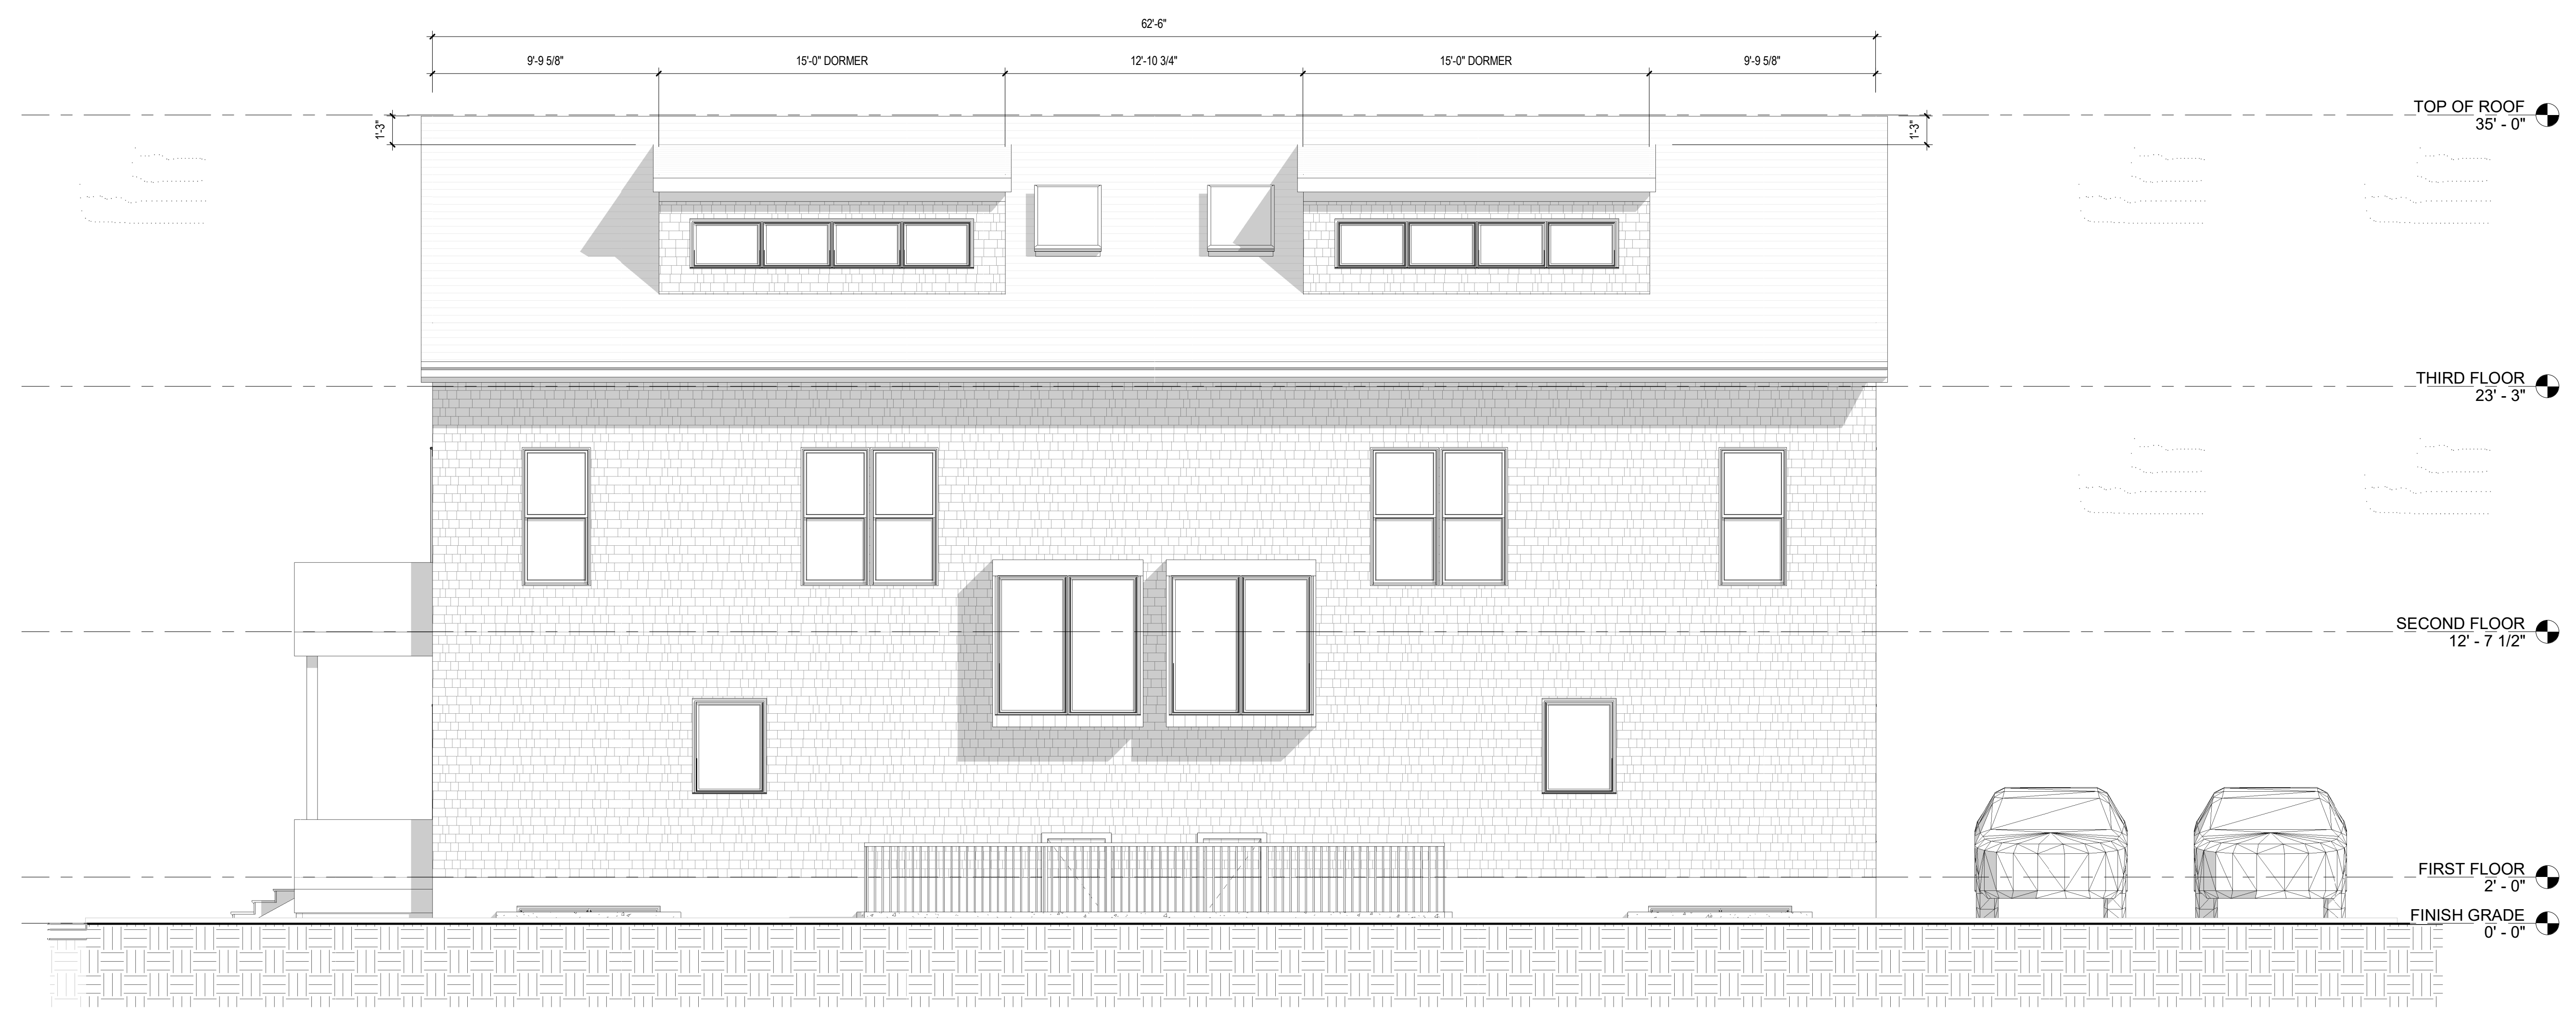 62'-6"
9'-9 5/8"
15'-0" DORMER
12'-10 3/4"
15'-0" DORMER
9'-9 5/8"
TOP OF ROOF
35' - 0"
1'-3"
1'-3"
THIRD FLOOR
23' - 3"
SECOND FLOOR
12' - 7 1/2"
FIRST FLOOR
2' - 0"
FINISH GRADE
0' - 0"